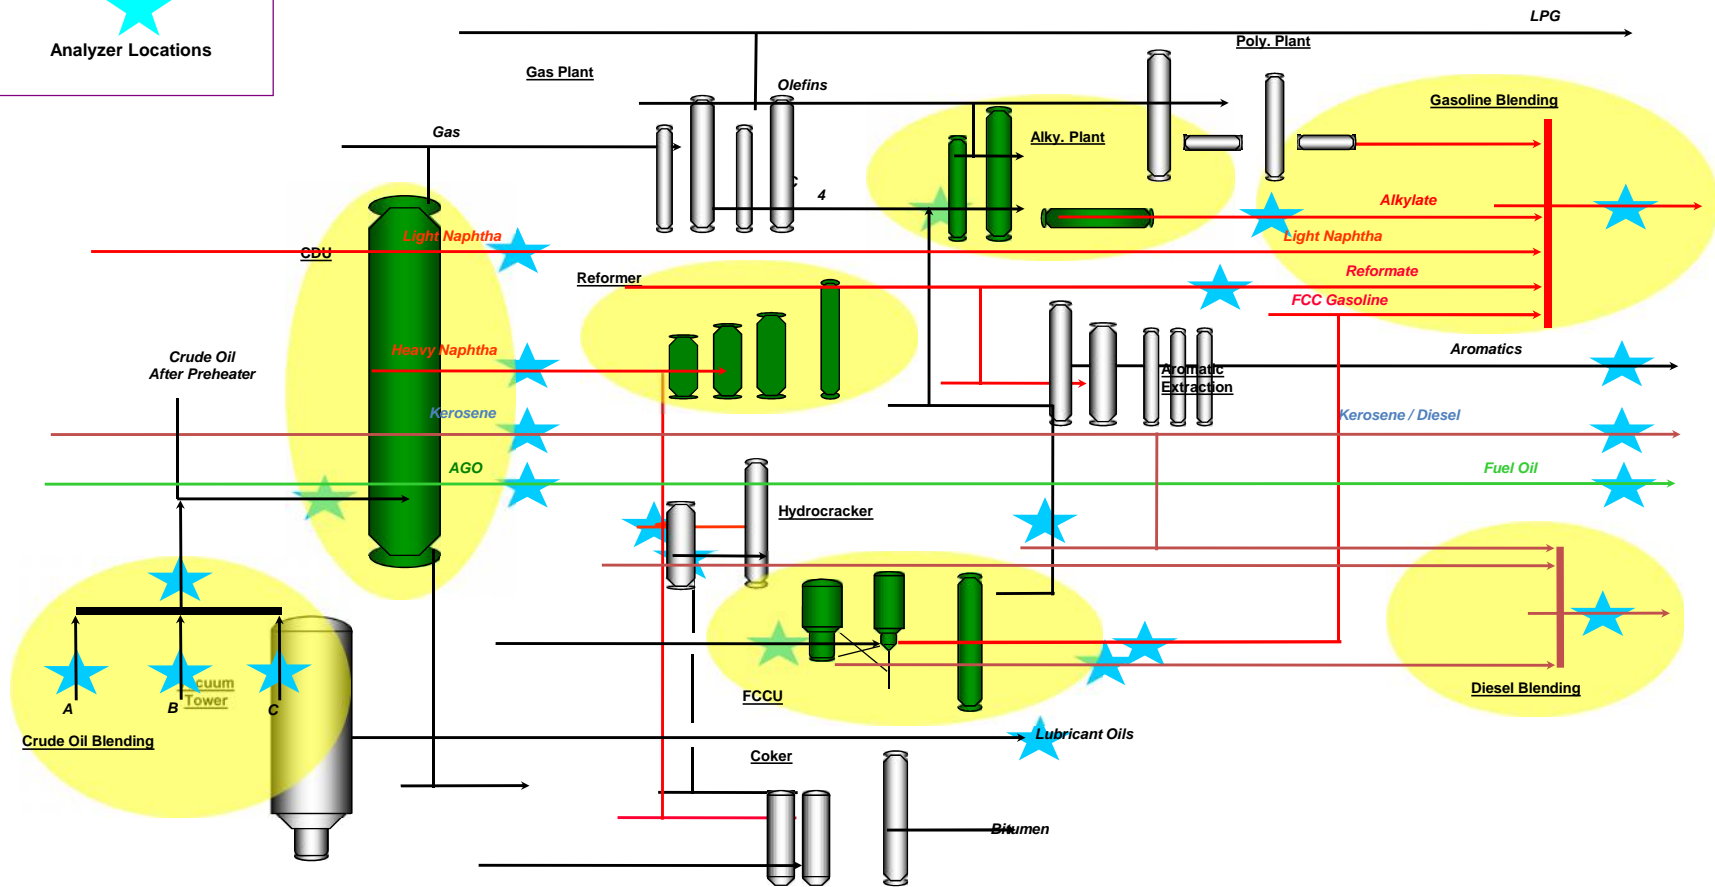 LPG
Analyzer Locations
Poly. Plant
Gas Plant
Olefins
Gasoline Blending
Gas
Alky. Plant
C
4
Alkylate
Light Naphtha
Light Naphtha
CDU
Reformer
Reformate
FCC Gasoline
Heavy Naphtha
Aromatics
Crude Oil
After Preheater
Aromatic
Extraction
Kerosene
Kerosene / Diesel
AGO
Fuel Oil
Hydrocracker
cuum
Tower
A
B
C
FCCU
Diesel Blending
Crude Oil Blending
Lubricant Oils
Coker
Bitumen